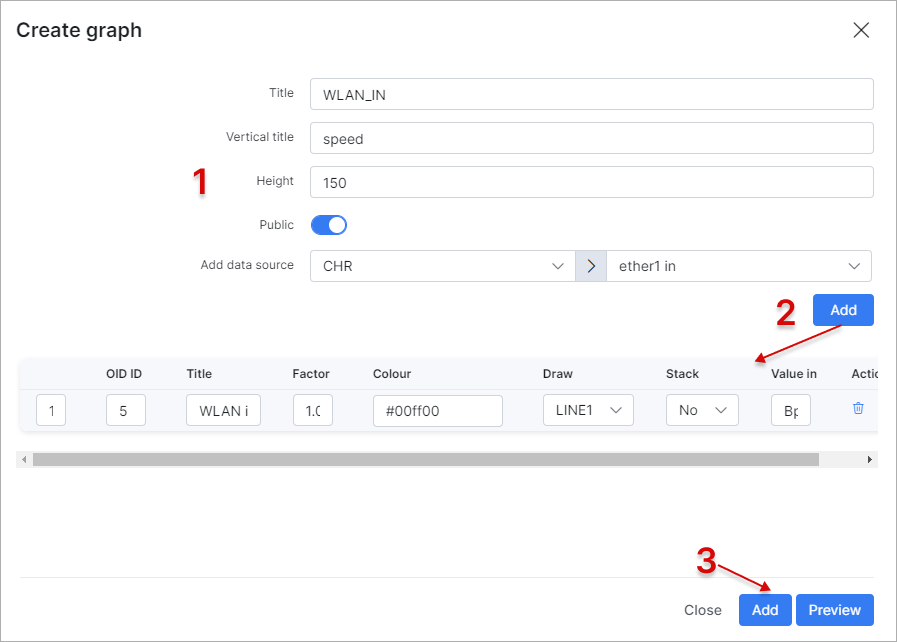 Create graph
Title WLAN_IN
Vertical title speed
1 Height 150
Public
Add data source CHR ether1 in
2 Add
OID ID Title Factor Colour Draw Stack Value in Actic
1 5 WLAN i 1.0 #00ff00 LINE1 No Bp
3
Close Add Preview